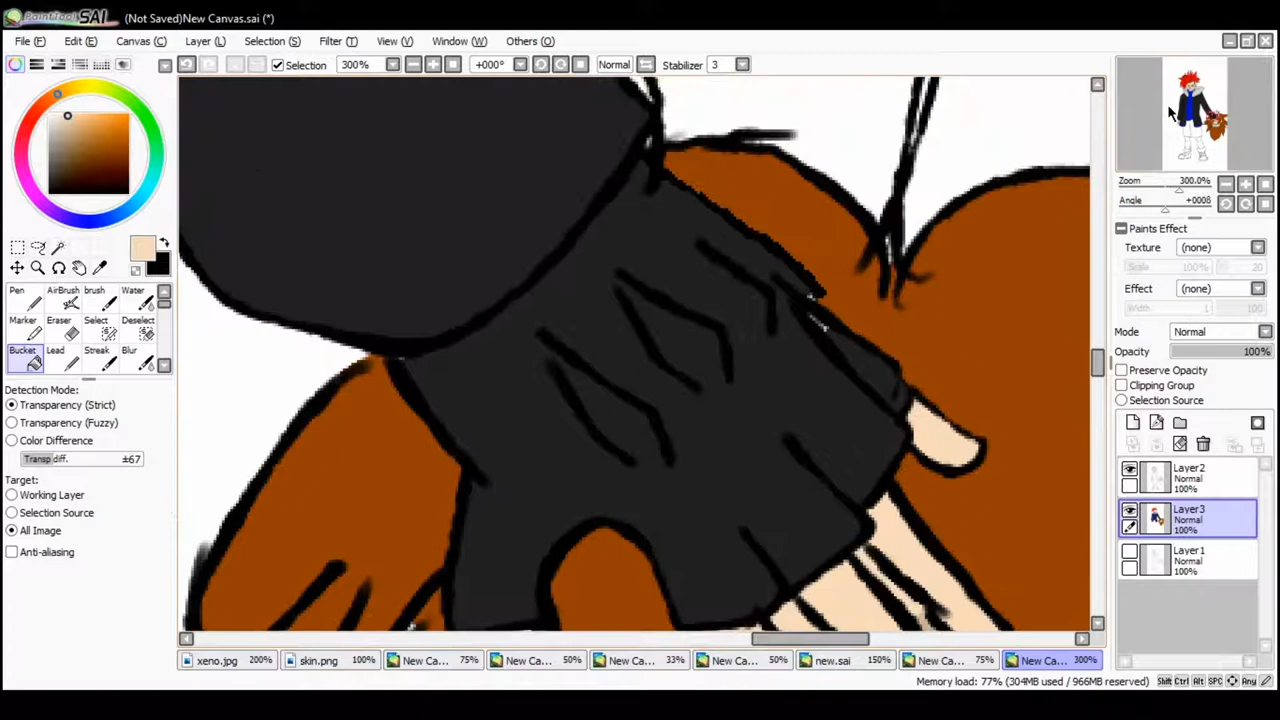 PaintTool SAI (Not Saved)New Canvas.sai (*)
File (F) Edit (E) Canvas (C) Layer (L) Selection (S) Filter (T) View (V) Window (W) Others (O)
Selection 300% +000° Normal Stabilizer 3
Zoom 300.0%
Angle +000ß
Paints Effect
Texture (none)
Scale 100% 20
Effect (none)
Width 1 100
Mode Normal
Opacity 100%
Preserve Opacity
Clipping Group
Selection Source
Pen AirBrush brush Water
Marker Eraser Select Deselect
Bucket Lead Streak Blur
Detection Mode:
Transparency (Strict)
Transparency (Fuzzy)
Color Difference
Transp diff. ±67
Target:
Working Layer
Selection Source
All Image
Anti-aliasing
Layer2
Normal
100%
Layer3
Normal
100%
Layer1
Normal
100%
xeno.jpg 200% skin.png 100% New Ca... 75% New Ca... 50% New Ca... 33% New Ca... 50% new.sai 150% New Ca... 75% New Ca... 300%
Memory load: 77% (304MB used / 966MB reserved) Shift Ctrl Alt SPC Any